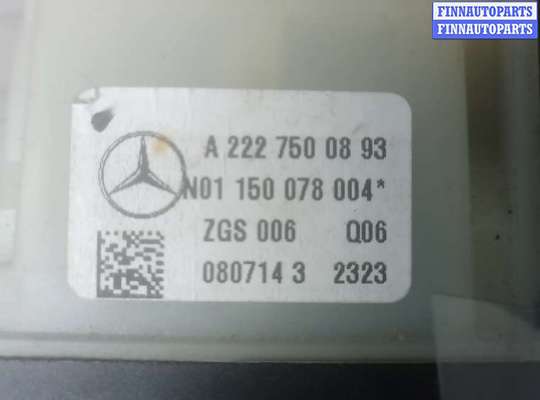 FINNAUTOPARTS
FINNAUTOPARTS
A 222 750 08 93
N01 150 078 004*
ZGS 006 Q06
080714 3 2323